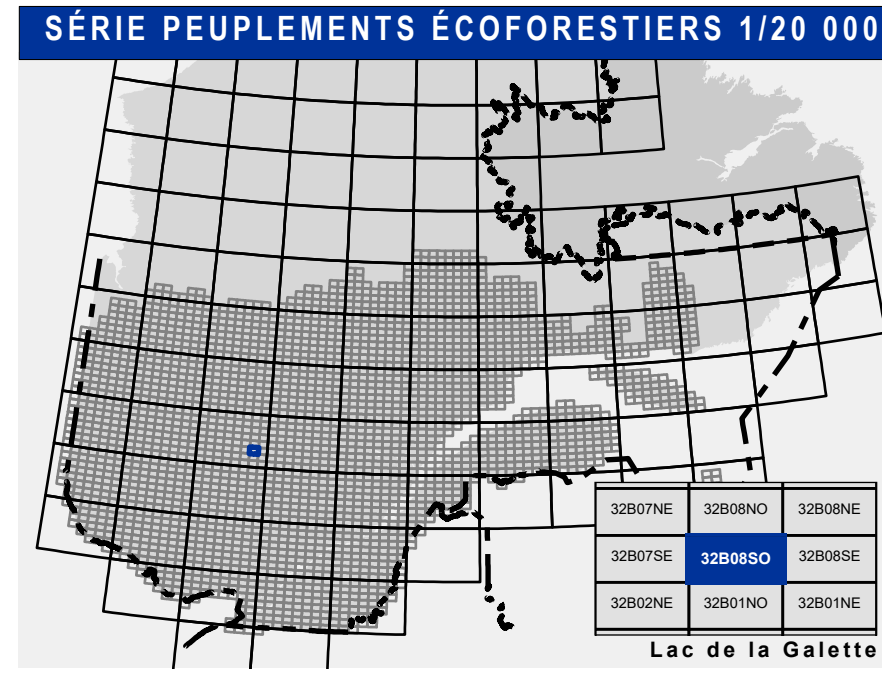 SÉRIE PEUPLEMENTS ÉCOFORESTIERS 1/20 000
32B07NE 32B08NO 32B08NE
32B07SE 32B08SO 32B08SE
32B02NE 32B01NO 32B01NE
Lac de la Galette